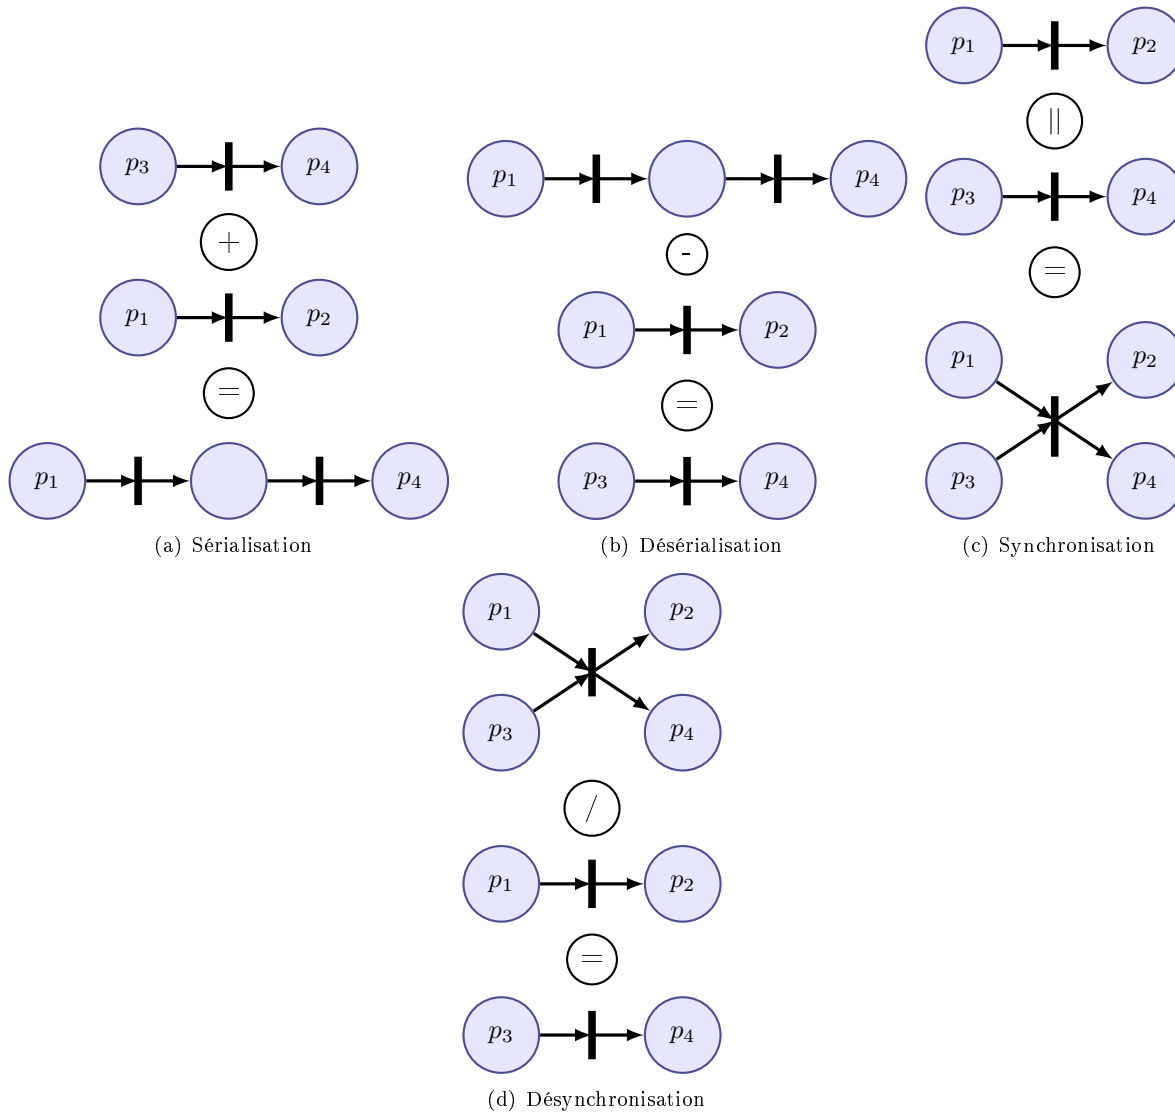 p3 p4
+
p1 p2
=
p1 p4
(a) Sérialisation
p1 p4
-
p1 p2
=
p3 p4
(b) Désérialisation
p1 p2
||
p3 p4
=
p1 p2
p3 p4
(c) Synchronisation
p1 p2
p3 p4
/
p1 p2
=
p3 p4
(d) Désynchronisation